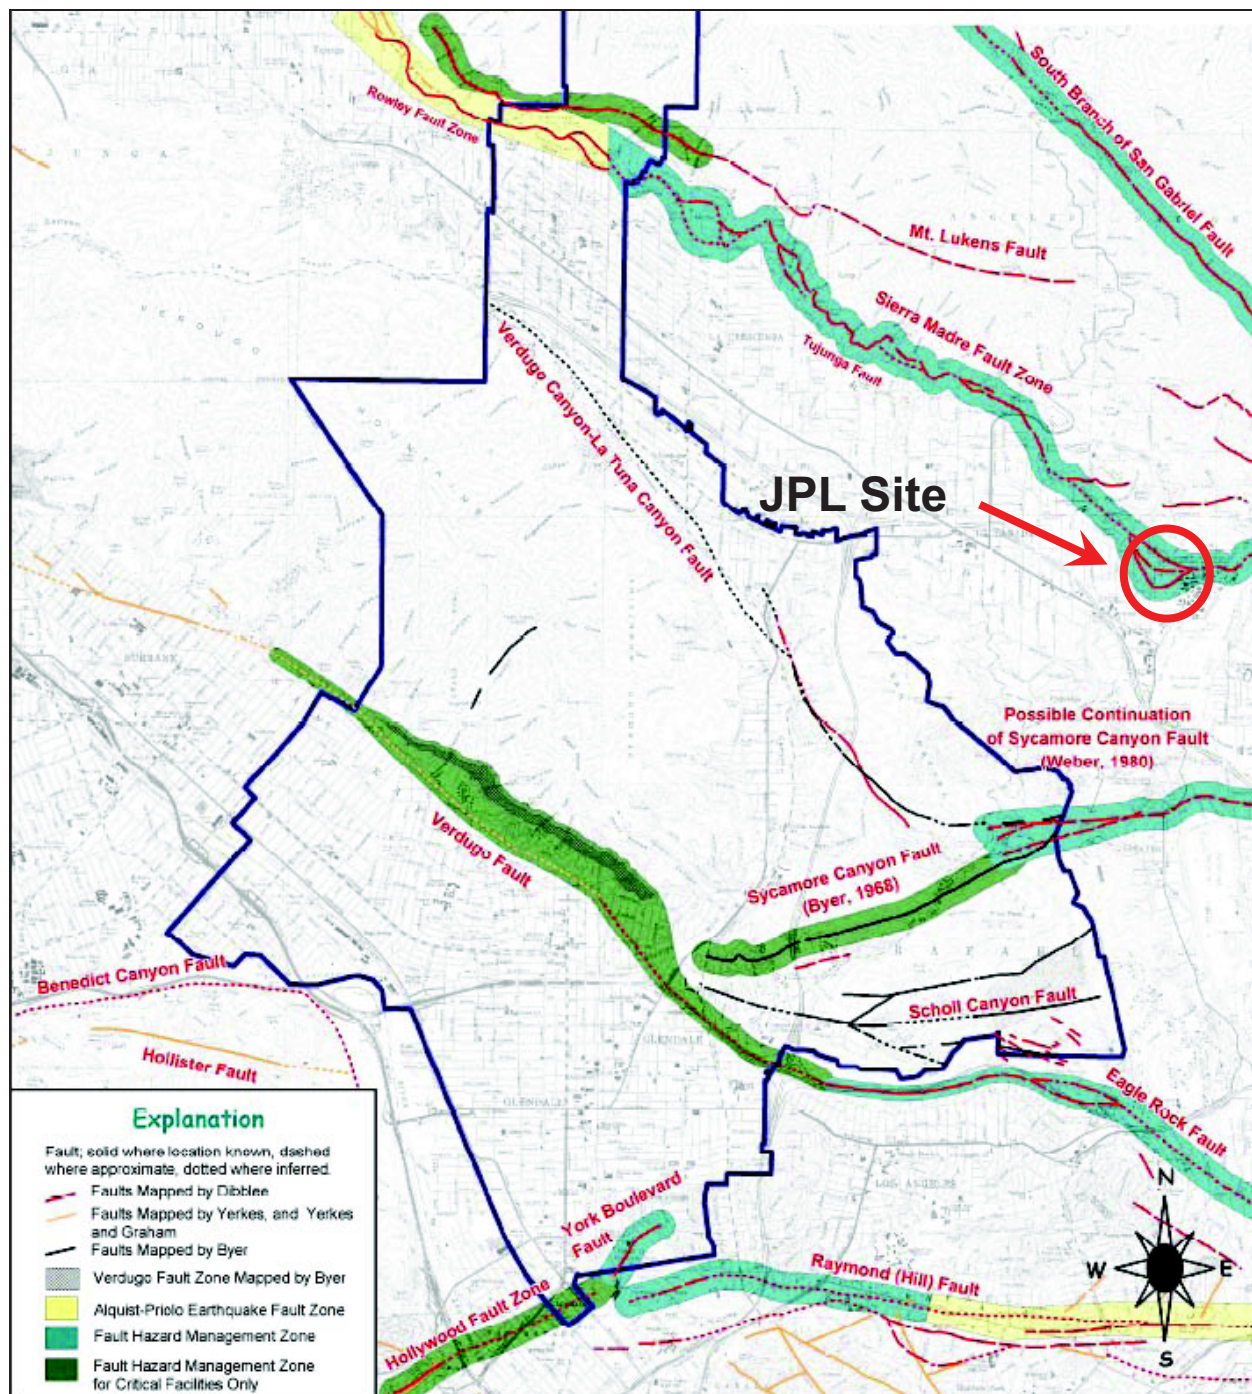 Rowley Fault Zone
South Branch of San Gabriel Fault
Mt. Lukens Fault
Sierra Madre Fault Zone
Tujunga Fault
Verdugo Canyon-La Tuna Canyon Fault
JPL Site
Possible Continuation
of Sycamore Canyon Fault
(Weber, 1980)
Verdugo Fault
Sycamore Canyon Fault
(Byer, 1968)
Benedict Canyon Fault
Scholl Canyon Fault
Hollister Fault
GLENDALE
Eagle Rock Fault
GLENDALE
LOS ANGELES
York Boulevard
Fault
Raymond (Hill) Fault
Hollywood Fault Zone
N
W
E
S
Explanation
Fault; solid where location known, dashed
where approximate, dotted where inferred.
Faults Mapped by Dibblee
Faults Mapped by Yerkes, and Yerkes
and Graham
Faults Mapped by Byer
Verdugo Fault Zone Mapped by Byer
Alquist-Priolo Earthquake Fault Zone
Fault Hazard Management Zone
Fault Hazard Management Zone
for Critical Facilities Only